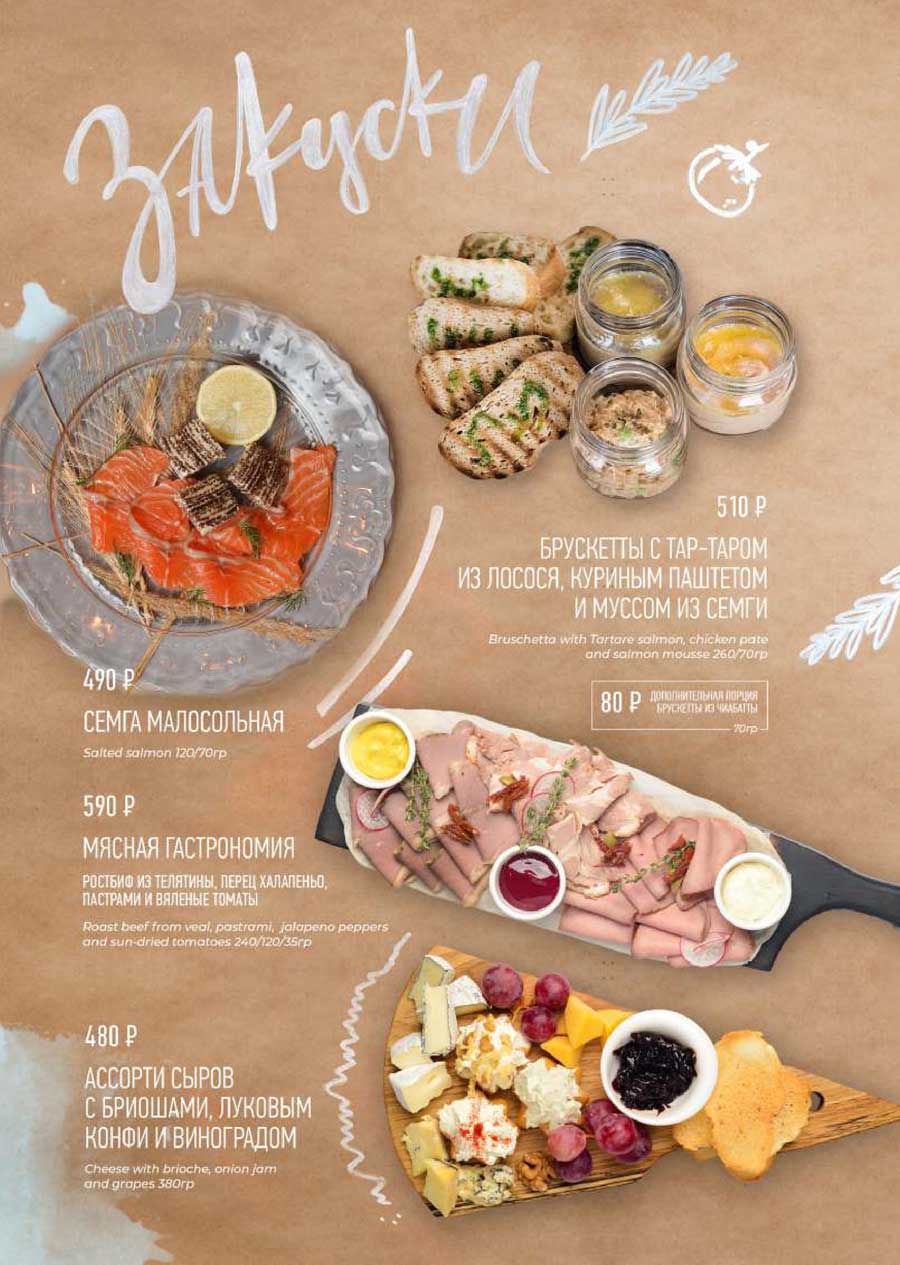 Закуски
510 ₽
БРУСКЕТТЫ С ТАР-ТАРОМ
ИЗ ЛОСОСЯ, КУРИНЫМ ПАШТЕТОМ
И МУССОМ ИЗ СЕМГИ
Bruschetta with Tartare salmon, chicken pate
and salmon mousse 260/70гр
80 ₽
ДОПОЛНИТЕЛЬНАЯ ПОРЦИЯ
БРУСКЕТТЫ ИЗ ЧИАБАТТЫ
70гр
490 ₽
СЕМГА МАЛОСОЛЬНАЯ
Salted salmon 120/70гр
590 ₽
МЯСНАЯ ГАСТРОНОМИЯ
РОСТБИФ ИЗ ТЕЛЯТИНЫ, ПЕРЕЦ ХАЛАПЕНЬО,
ПАСТРАМИ И ВЯЛЕНЫЕ ТОМАТЫ
Roast beef from veal, pastrami, jalapeno peppers
and sun-dried tomatoes 240/120/35гр
480 ₽
АССОРТИ СЫРОВ
С БРИОШАМИ, ЛУКОВЫМ
КОНФИ И ВИНОГРАДОМ
Cheese with brioche, onion jam
and grapes 380гр